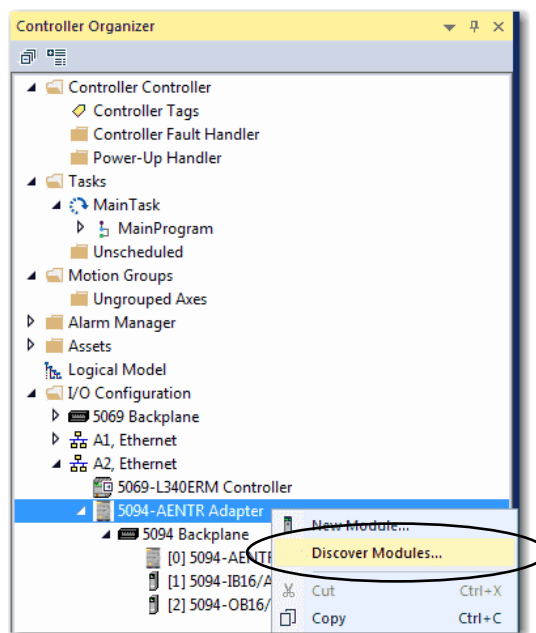 Controller Organizer
Controller Controller
Controller Tags
Controller Fault Handler
Power-Up Handler
Tasks
MainTask
MainProgram
Unscheduled
Motion Groups
Ungrouped Axes
Alarm Manager
Assets
Logical Model
I/O Configuration
5069 Backplane
A1, Ethernet
A2, Ethernet
5069-L340ERM Controller
5094-AENTR Adapter
New Module...
5094 Backplane
Discover Modules...
[0] 5094-AENTR
[1] 5094-IB16/A
Cut Ctrl+X
[2] 5094-OB16/
Copy Ctrl+C